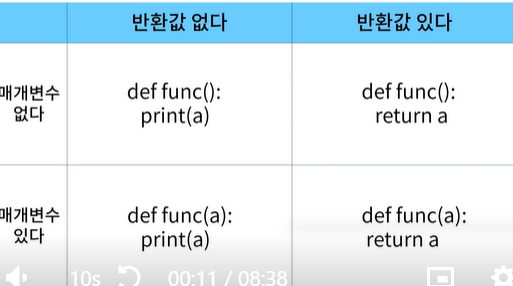 반환값 없다
반환값 있다
매개변수
없다
def func():
print(a)
def func():
return a
매개변수
있다
def func(a):
print(a)
def func(a):
return a
10s
00:11 / 08:38